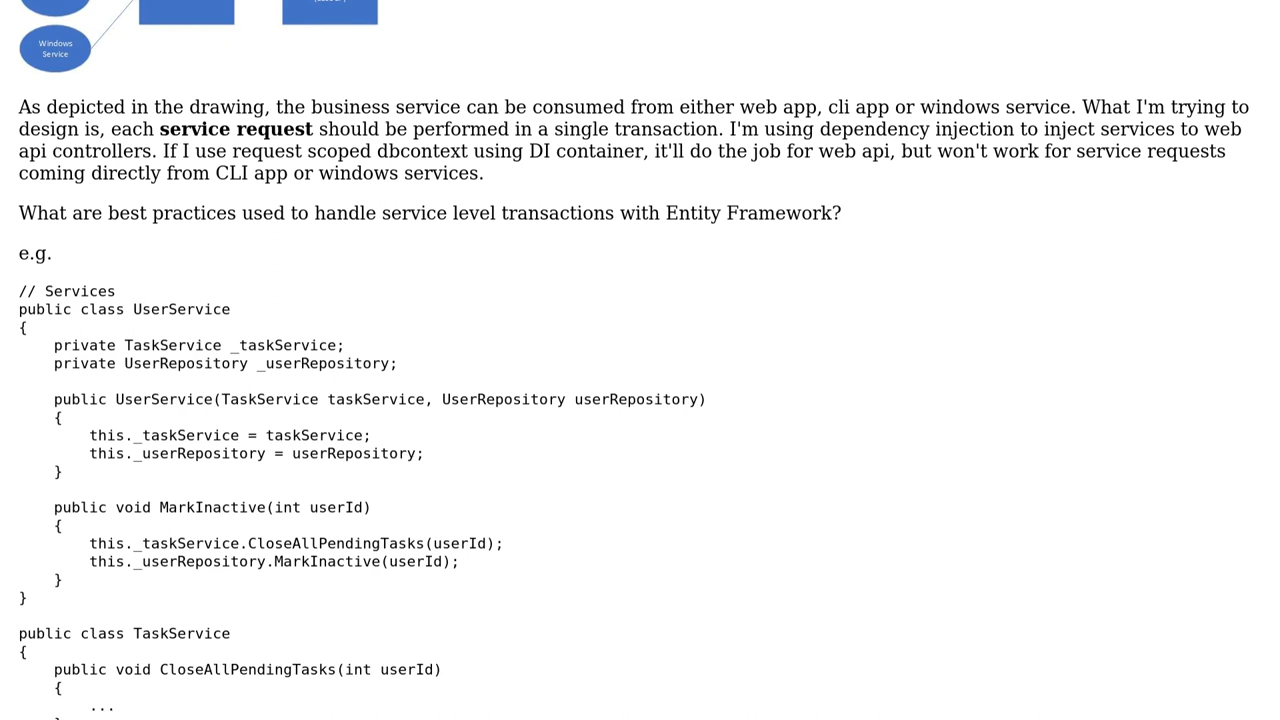 Windows
Service
As depicted in the drawing, the business service can be consumed from either web app, cli app or windows service. What I'm trying to
design is, each service request should be performed in a single transaction. I'm using dependency injection to inject services to web
api controllers. If I use request scoped dbcontext using DI container, it'll do the job for web api, but won't work for service requests
coming directly from CLI app or windows services.
What are best practices used to handle service level transactions with Entity Framework?
e.g.
// Services
public class UserService
{
    private TaskService _taskService;
    private UserRepository _userRepository;
    public UserService(TaskService taskService, UserRepository userRepository)
    {
        this._taskService = taskService;
        this._userRepository = userRepository;
    }
    public void MarkInactive(int userId)
    {
        this._taskService.CloseAllPendingTasks(userId);
        this._userRepository.MarkInactive(userId);
    }
}
public class TaskService
{
    public void CloseAllPendingTasks(int userId)
    {
        ...